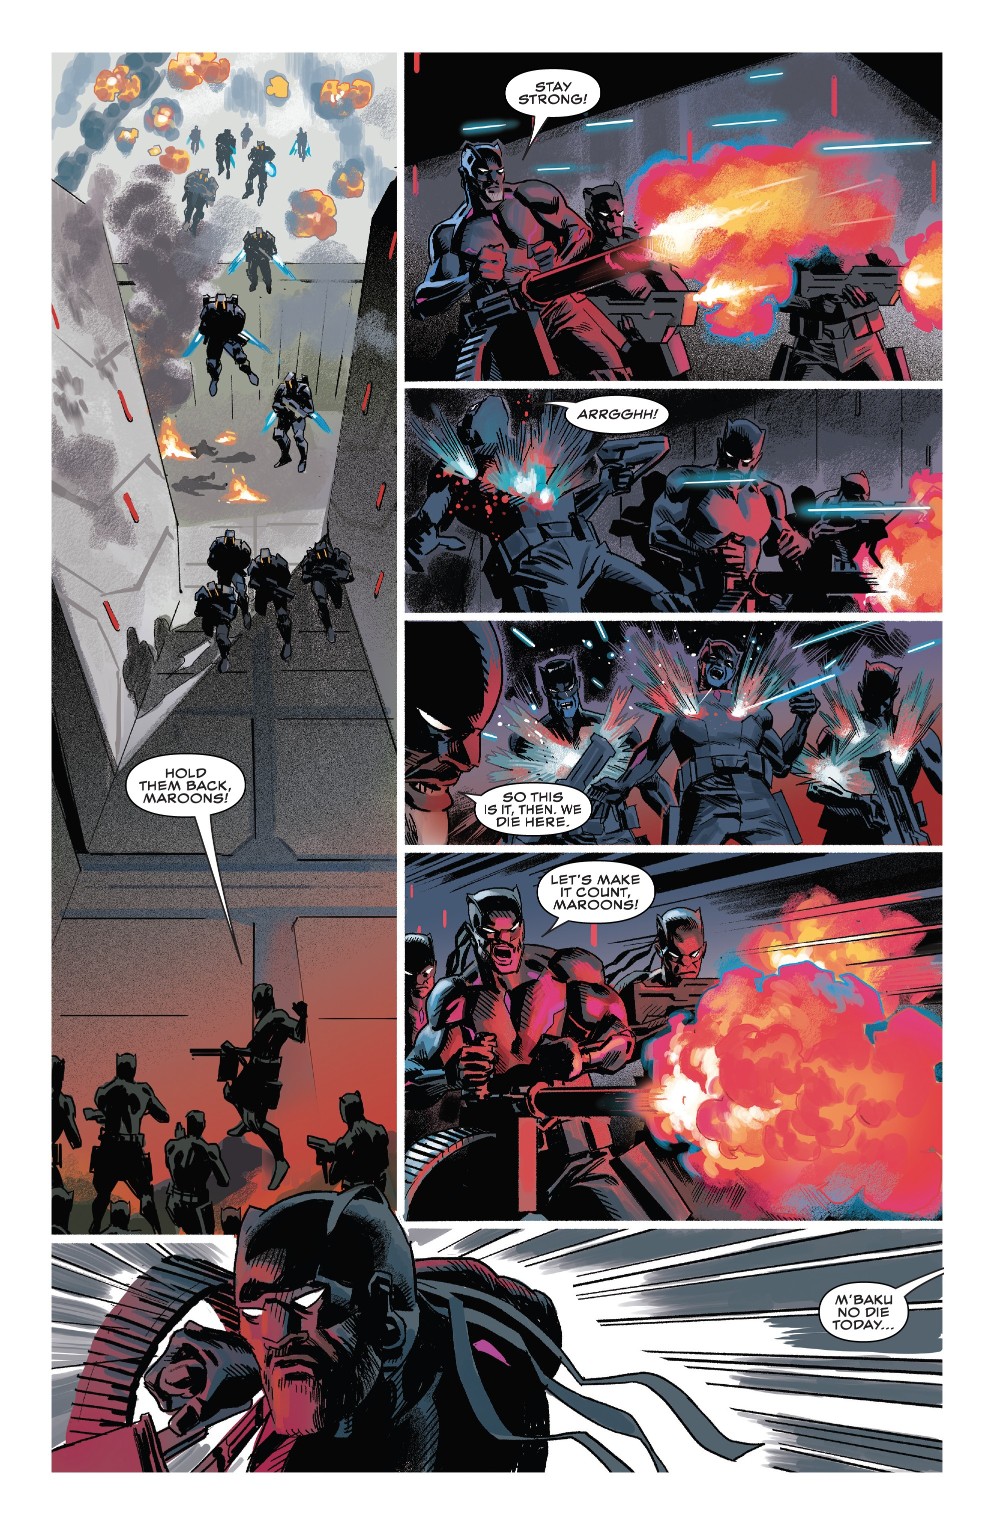 HOLD
THEM BACK,
MAROONS!
STAY
STRONG!
ARRGGHH!
SO THIS
IS IT, THEN. WE
DIE HERE.
LET'S MAKE
IT COUNT,
MAROONS!
M'BAKU
NO DIE
TODAY...